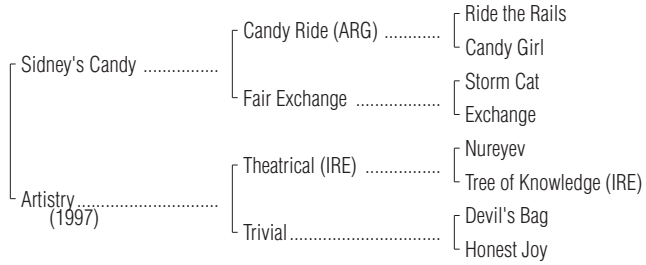 Ride the Rails
Candy Ride (ARG) ............
Candy Girl
Sidney's Candy ................
Storm Cat
Fair Exchange ..................
Exchange
Nureyev
Theatrical (IRE) ................
Tree of Knowledge (IRE)
Artistry..............................
(1997)
Devil's Bag
Trivial................................
Honest Joy